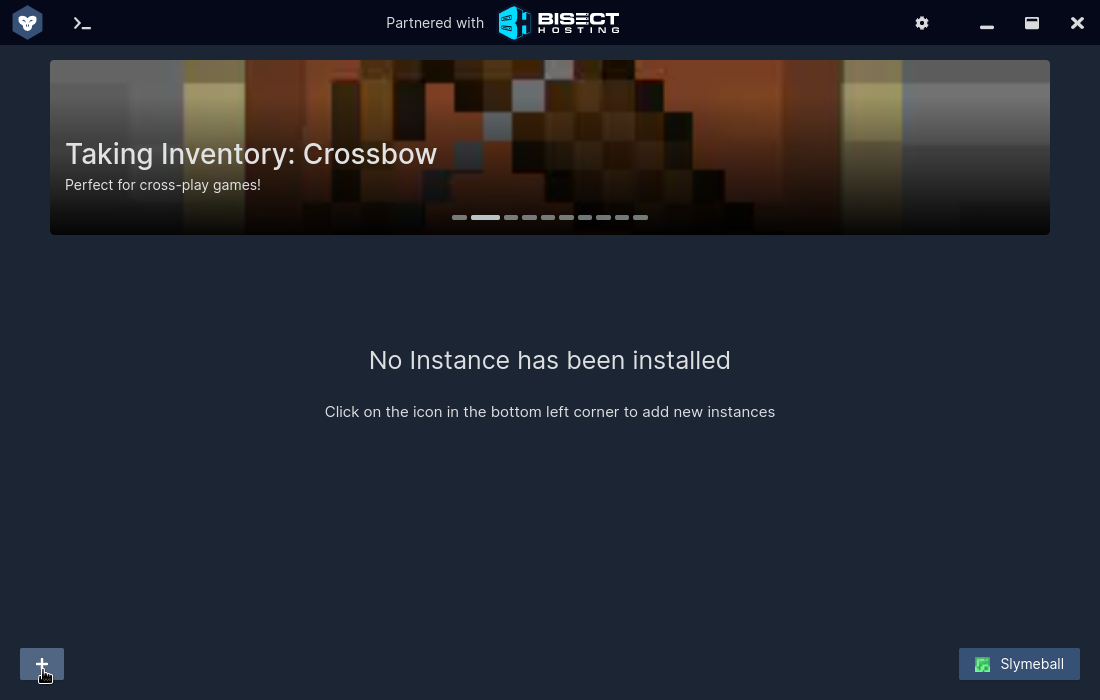 Partnered with
BISECT
HOSTING
Taking Inventory: Crossbow
Perfect for cross-play games!
No Instance has been installed
Click on the icon in the bottom left corner to add new instances
Slymeball